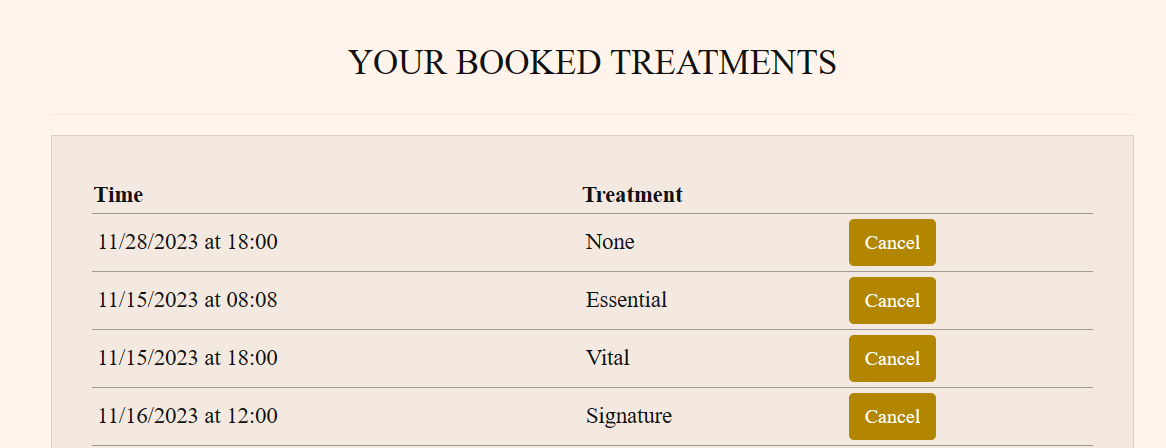 YOUR BOOKED TREATMENTS
Time Treatment
11/28/2023 at 18:00 None Cancel
11/15/2023 at 08:08 Essential Cancel
11/15/2023 at 18:00 Vital Cancel
11/16/2023 at 12:00 Signature Cancel